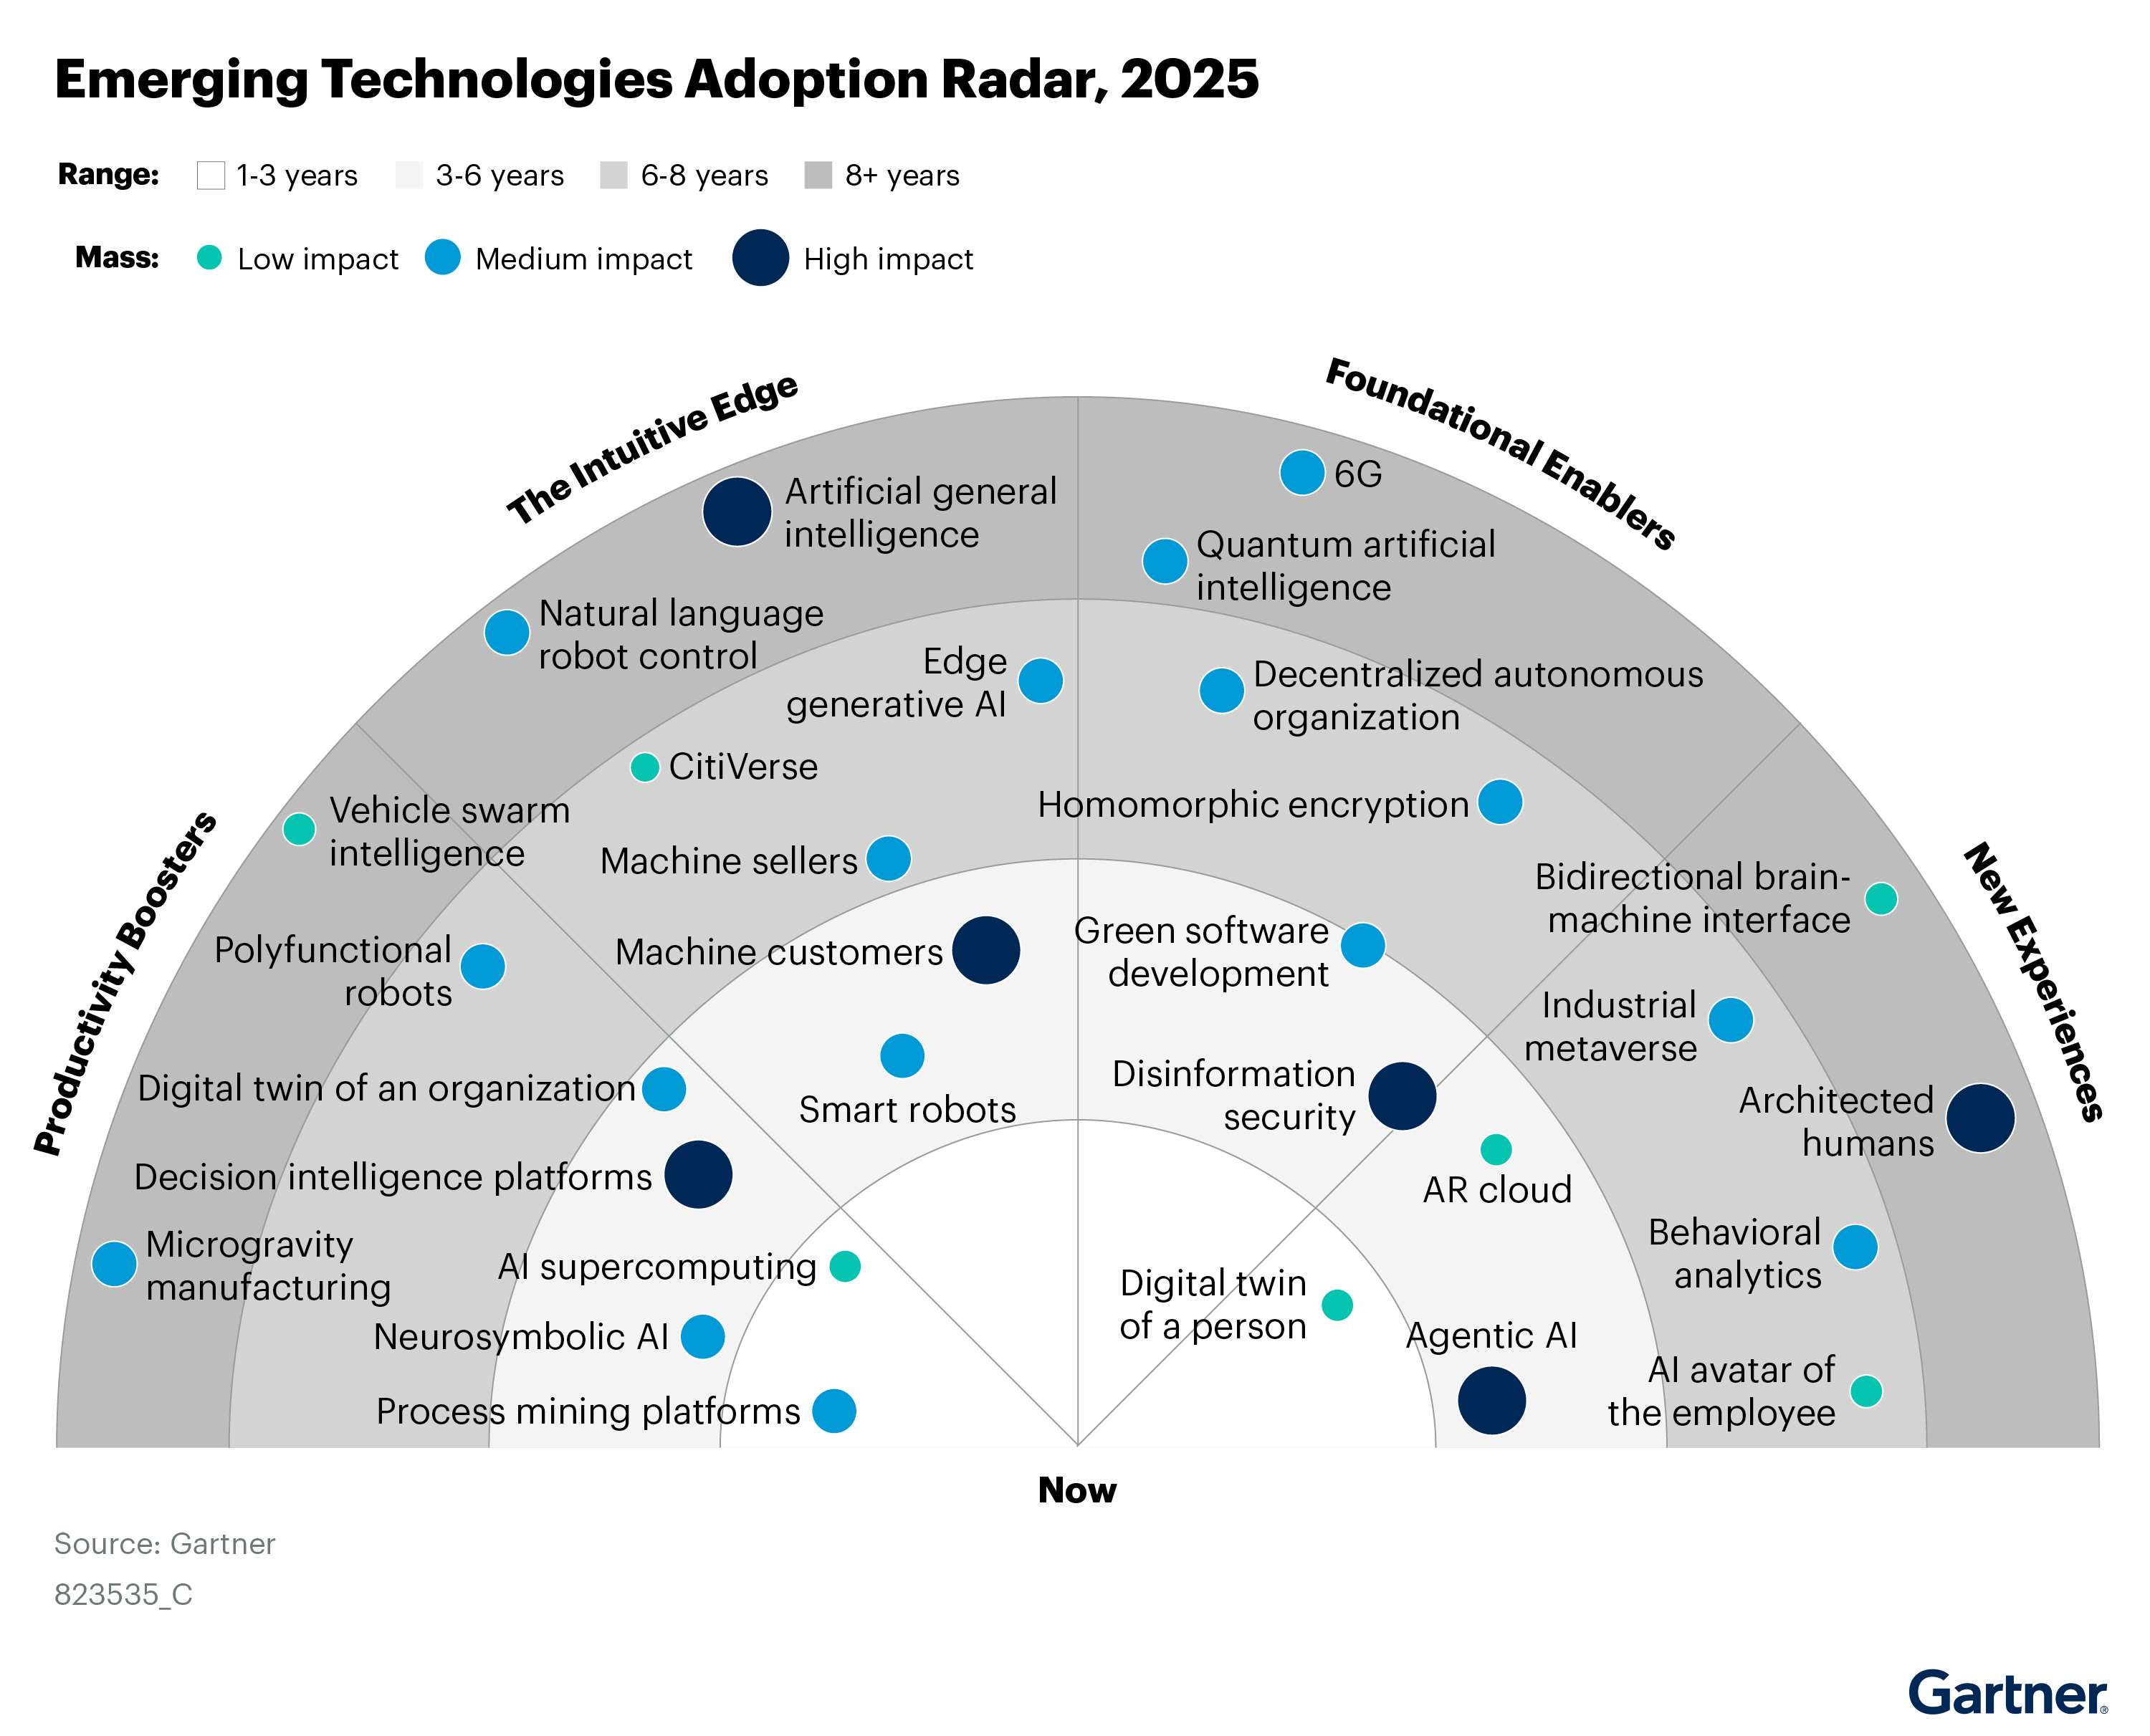 Emerging Technologies Adoption Radar, 2025
Range: 1-3 years 3-6 years 6-8 years 8+ years
Mass: Low impact Medium impact High impact
The Intuitive Edge
Foundational Enablers
Productivity Boosters
New Experiences
6G
Artificial general
intelligence
Quantum artificial
intelligence
Natural language
robot control
Edge
generative AI
Decentralized autonomous
organization
CitiVerse
Homomorphic encryption
Vehicle swarm
intelligence
Machine sellers
Bidirectional brain-
machine interface
Polyfunctional
robots
Machine customers
Green software
development
Industrial
metaverse
Digital twin of an organization
Smart robots
Disinformation
security
Architected
humans
Decision intelligence platforms
AR cloud
Microgravity
manufacturing
AI supercomputing
Digital twin
of a person
Behavioral
analytics
Neurosymbolic AI
Agentic AI
Process mining platforms
AI avatar of
the employee
Now
Source: Gartner
823535_C
Gartner®